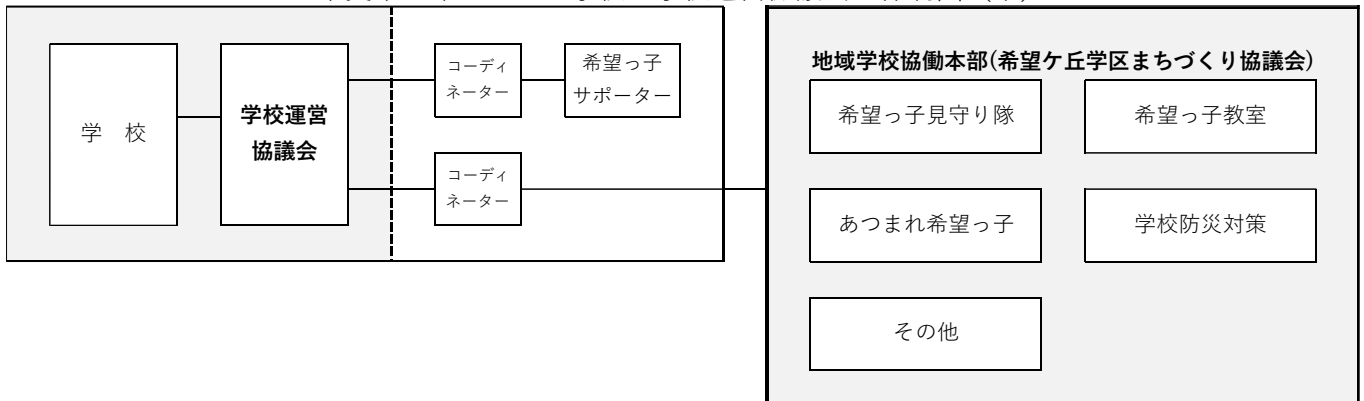 学 校
学校運営
協議会
コーディ
ネーター
希望っ子
サポーター
コーディ
ネーター
地域学校協働本部(希望ケ丘学区まちづくり協議会)
希望っ子見守り隊
希望っ子教室
あつまれ希望っ子
学校防災対策
その他